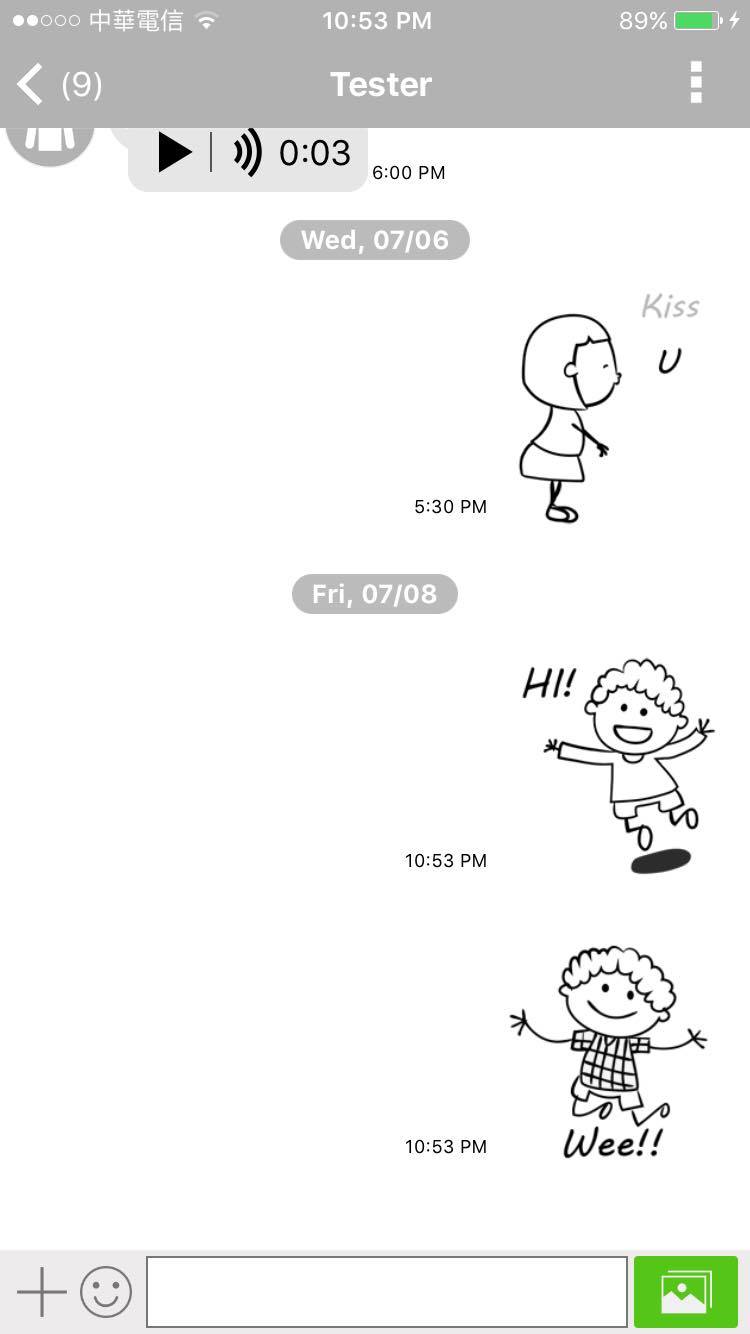 中華電信 10:53 PM 89%
(9) Tester
0:03 6:00 PM
Wed, 07/06
Kiss
U
5:30 PM
Fri, 07/08
HI!
10:53 PM
10:53 PM
Wee!!